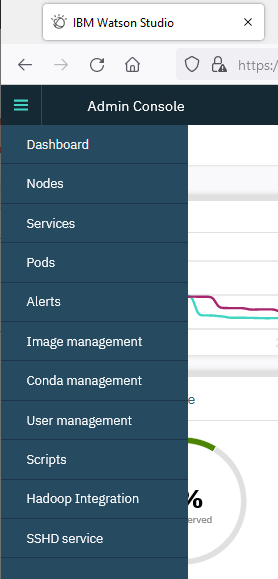 IBM Watson Studio
https:/
Admin Console
Dashboard
Nodes
Services
Pods
Alerts
Image management
Conda management
User management
Scripts
Hadoop Integration
SSHD service
e
%
erved